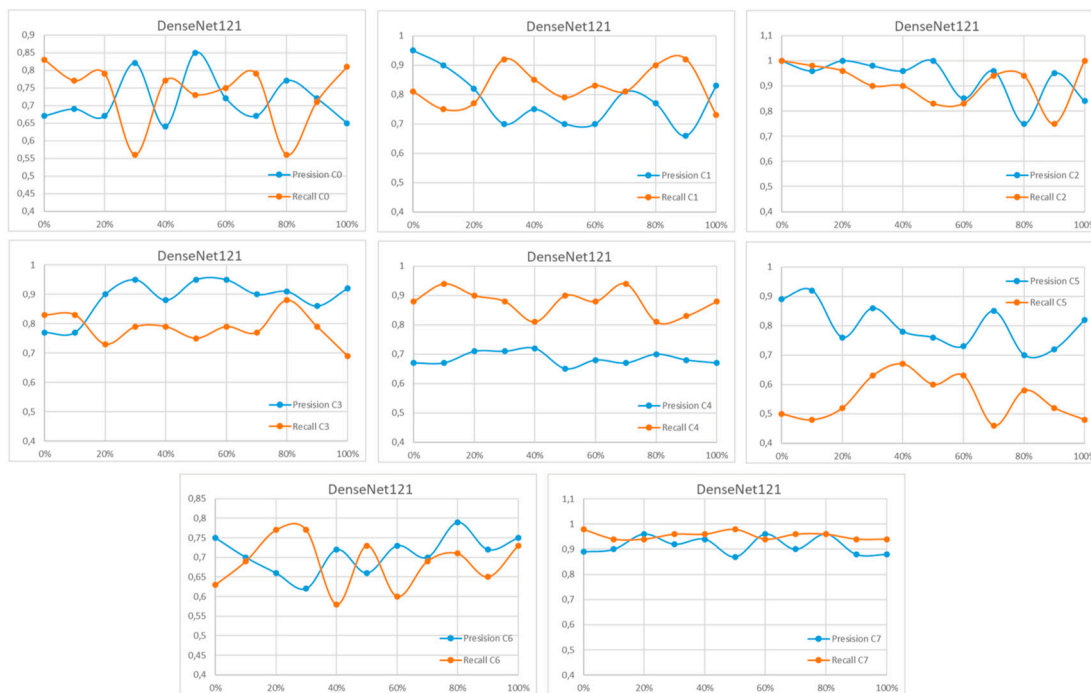 DenseNet121
0,9
0,85
0,8
0,75
0,7
0,65
0,6
0,55
0,5
0,45
0,4
0% 20% 40% 60% 80% 100%
Presision C0
Recall C0
DenseNet121
1
0,9
0,8
0,7
0,6
0,5
0,4
0% 20% 40% 60% 80% 100%
Presision C1
Recall C1
DenseNet121
1,1
1
0,9
0,8
0,7
0,6
0,5
0,4
0% 20% 40% 60% 80% 100%
Presision C2
Recall C2
DenseNet121
1
0,9
0,8
0,7
0,6
0,5
0,4
0% 20% 40% 60% 80% 100%
Presision C3
Recall C3
DenseNet121
1
0,9
0,8
0,7
0,6
0,5
0,4
0% 20% 40% 60% 80% 100%
Presision C4
Recall C4
1
0,9
0,8
0,7
0,6
0,5
0,4
0% 20% 40% 60% 80% 100%
Presision C5
Recall C5
DenseNet121
0,85
0,8
0,75
0,7
0,65
0,6
0,55
0,5
0,45
0,4
0% 20% 40% 60% 80% 100%
Presision C6
Recall C6
DenseNet121
1,1
1
0,9
0,8
0,7
0,6
0,5
0,4
0% 20% 40% 60% 80% 100%
Presision C7
Recall C7